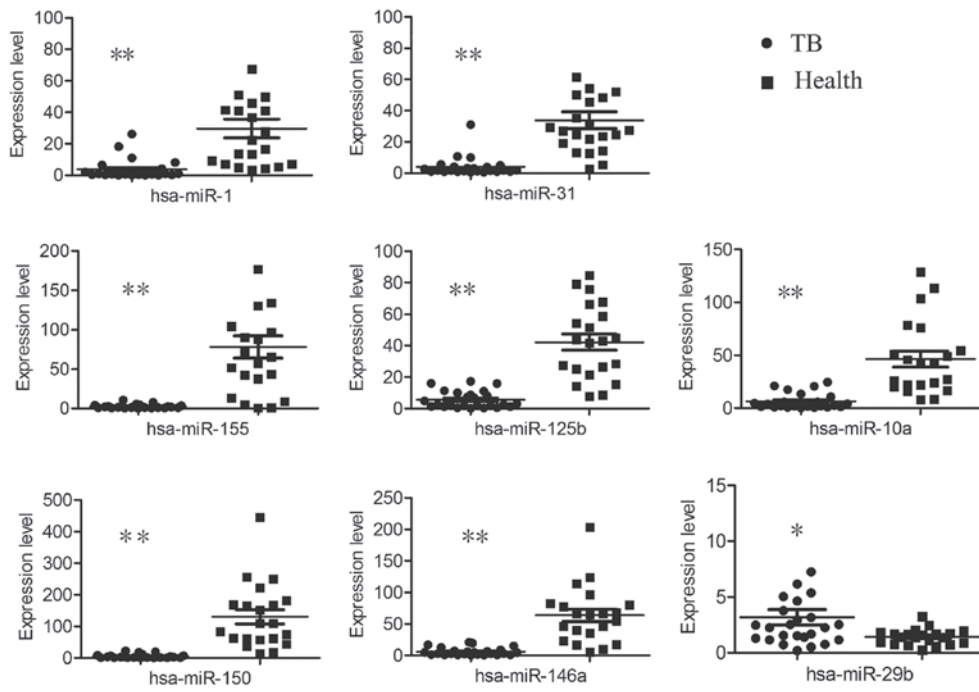 100
80
60
40
20
0
Expression level
**
hsa-miR-1
100
80
60
40
20
0
Expression level
**
hsa-miR-31
TB
Health
200
150
100
50
0
Expression level
**
hsa-miR-155
100
80
60
40
20
0
Expression level
**
hsa-miR-125b
150
100
50
0
Expression level
**
hsa-miR-10a
500
400
300
200
100
0
Expression level
**
hsa-miR-150
250
200
150
100
50
0
Expression level
**
hsa-miR-146a
15
10
5
0
Expression level
*
hsa-miR-29b